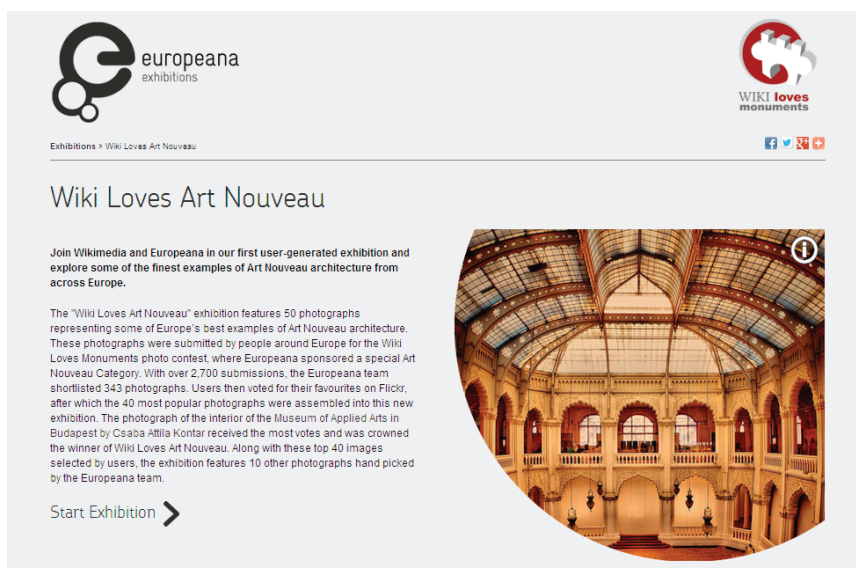 europeana
exhibitions
WIKI loves
monuments
Exhibitions > Wiki Loves Art Nouveau
Wiki Loves Art Nouveau
Join Wikimedia and Europeana in our first user-generated exhibition and
explore some of the finest examples of Art Nouveau architecture from
across Europe.
The "Wiki Loves Art Nouveau" exhibition features 50 photographs
representing some of Europe's best examples of Art Nouveau architecture.
These photographs were submitted by people around Europe for the Wiki
Loves Monuments photo contest, where Europeana sponsored a special Art
Nouveau Category. With over 2,700 submissions, the Europeana team
shortlisted 343 photographs. Users then voted for their favourites on Flickr,
after which the 40 most popular photographs were assembled into this new
exhibition. The photograph of the interior of the Museum of Applied Arts in
Budapest by Csaba Attila Kontar received the most votes and was crowned
the winner of Wiki Loves Art Nouveau. Along with these top 40 images
selected by users, the exhibition features 10 other photographs hand picked
by the Europeana team.
Start Exhibition